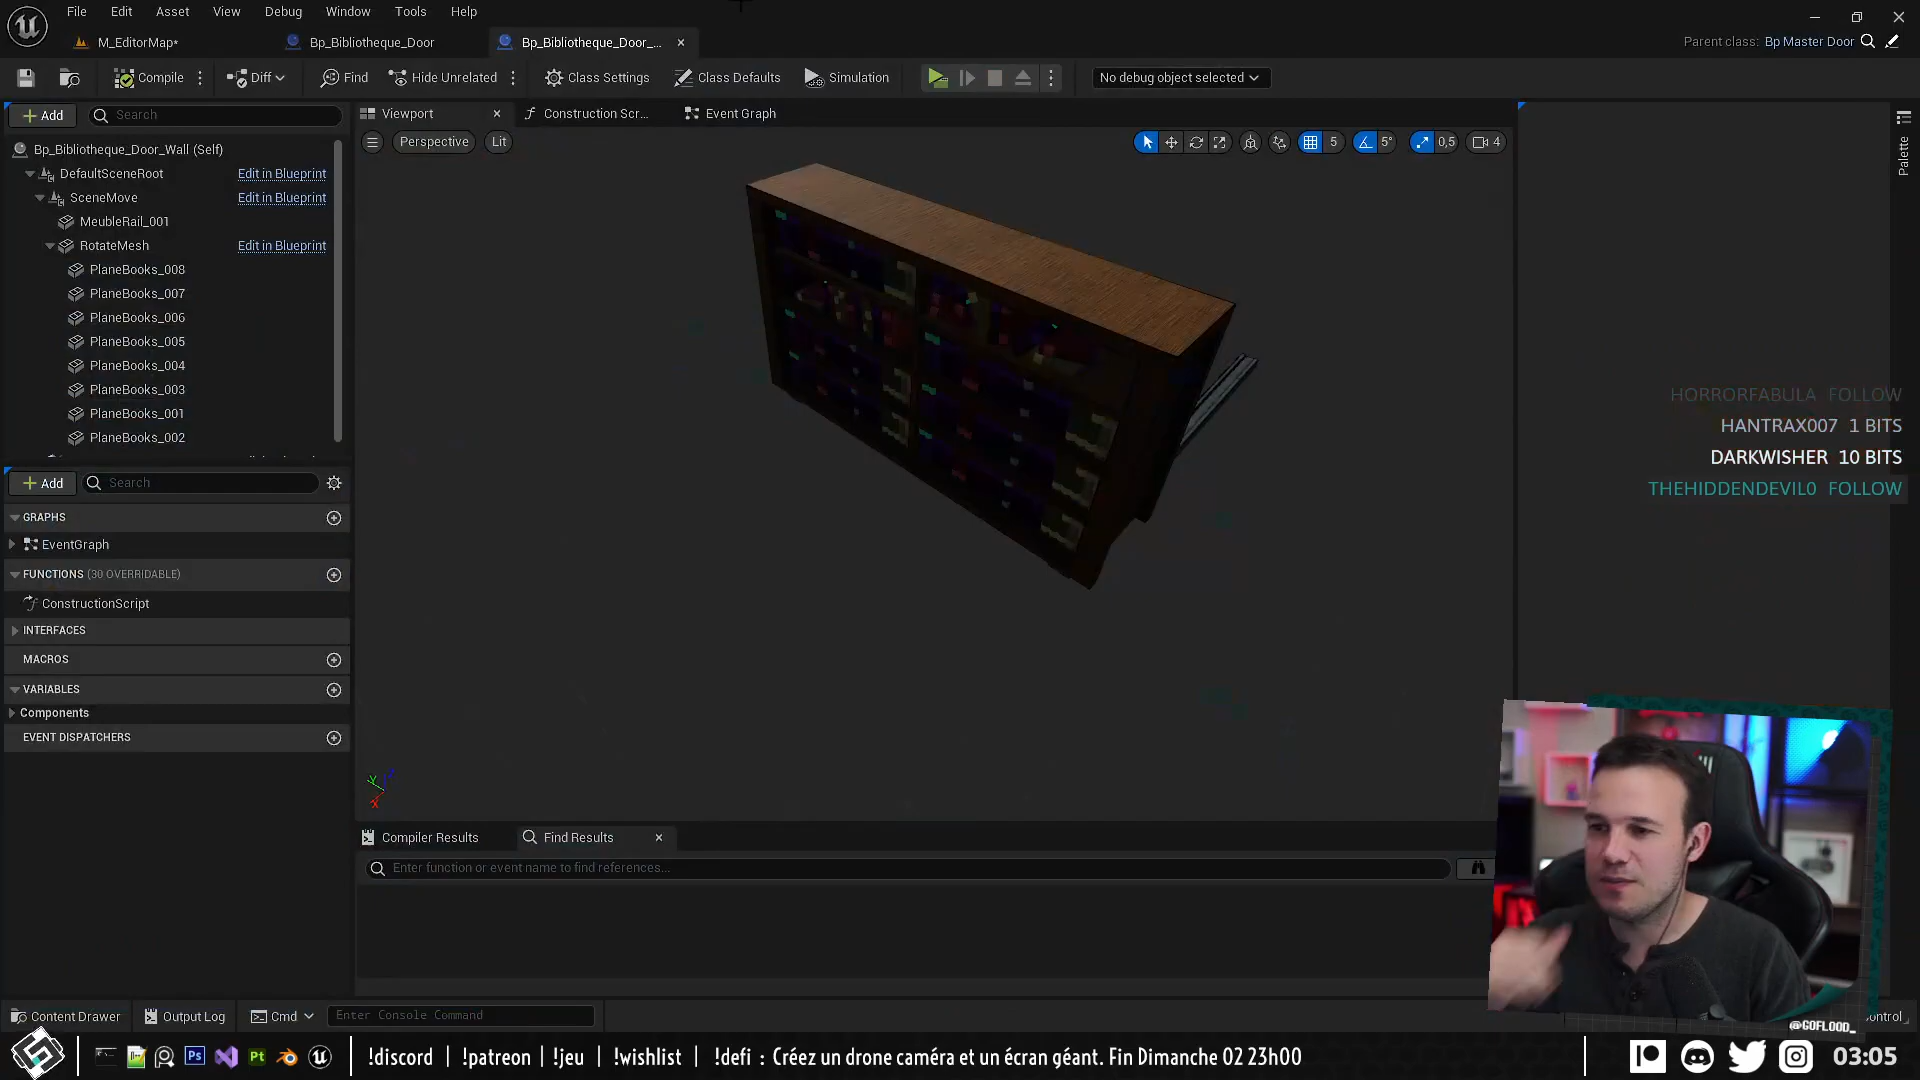 File Edit Asset View Debug Window Tools Help
M_EditorMap* Bp_Bibliotheque_Door Bp_Bibliotheque_Door_... Parent class: Bp Master Door
Compile Diff Find Hide Unrelated Class Settings Class Defaults Simulation No debug object selected
Add Search Viewport Construction Scr... Event Graph
Perspective Lit 5 5° 0,5 4
Palette
Bp_Bibliotheque_Door_Wall (Self)
DefaultSceneRoot Edit in Blueprint
SceneMove Edit in Blueprint
MeubleRail_001
RotateMesh Edit in Blueprint
PlaneBooks_008
PlaneBooks_007
PlaneBooks_006
PlaneBooks_005
PlaneBooks_004
PlaneBooks_003
PlaneBooks_001
PlaneBooks_002
HORRORFABULA FOLLOW
HANTRAX007 1 BITS
DARKWISHER 10 BITS
THEHIDDENDEVIL0 FOLLOW
Add Search
GRAPHS
EventGraph
FUNCTIONS (30 OVERRIDABLE)
ConstructionScript
INTERFACES
MACROS
VARIABLES
Components
EVENT DISPATCHERS
Y X
Compiler Results Find Results
Enter function or event name to find references...
Content Drawer Output Log Cmd Enter Console Command
@GOFLOOD_
Ps Pt !discord | !patreon | !jeu | !wishlist | !defi : Créez un drone caméra et un écran géant. Fin Dimanche 02 23h00 03:05